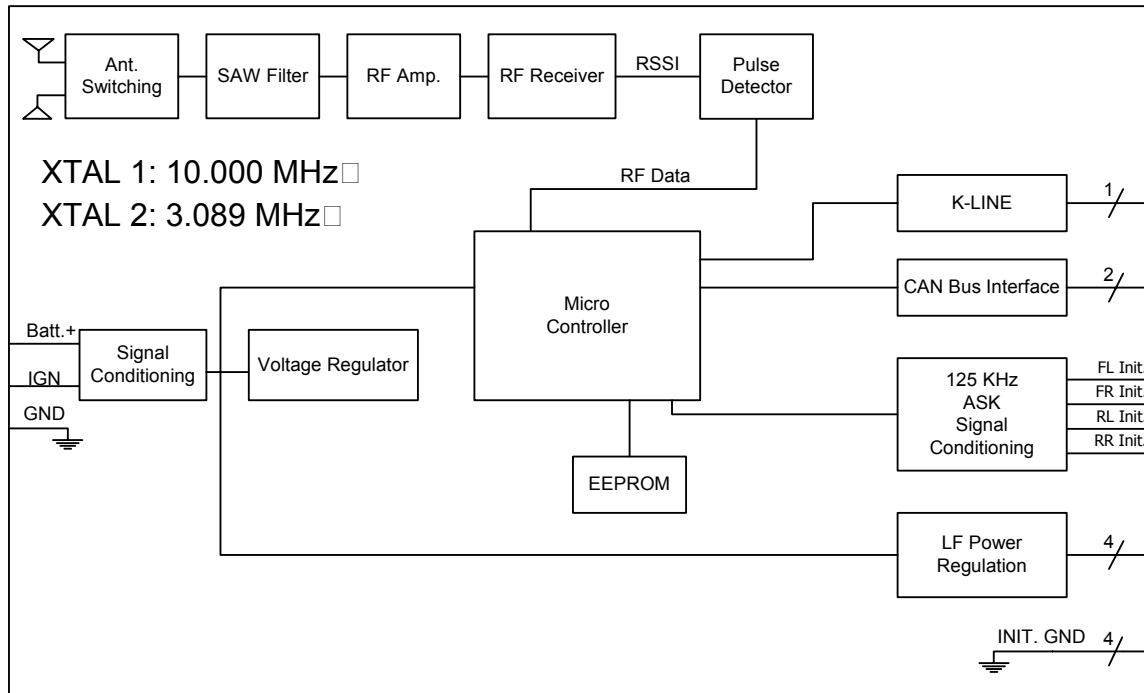 Ant.
Switching
SAW Filter
RF Amp.
RF Receiver
RSSI
Pulse
Detector
XTAL 1: 10.000 MHz□
XTAL 2: 3.089 MHz□
RF Data
K-LINE
1
Micro
Controller
CAN Bus Interface
2
Batt.+
IGN
GND
Signal
Conditioning
Voltage Regulator
125 KHz
ASK
Signal
Conditioning
FL Init.
FR Init.
RL Init.
RR Init.
EEPROM
LF Power
Regulation
4
INIT. GND
4